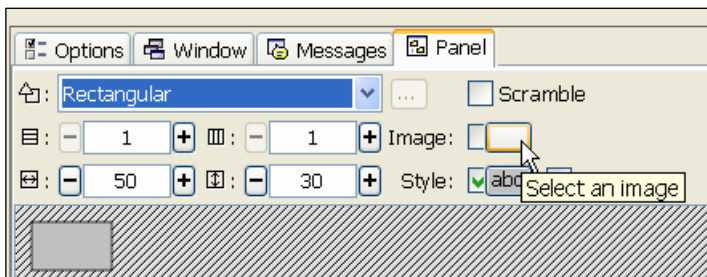 Options Window Messages Panel
: Rectangular ... Scramble
: - 1 + : - 1 + Image:
: - 50 + : - 30 + Style: abc
Select an image